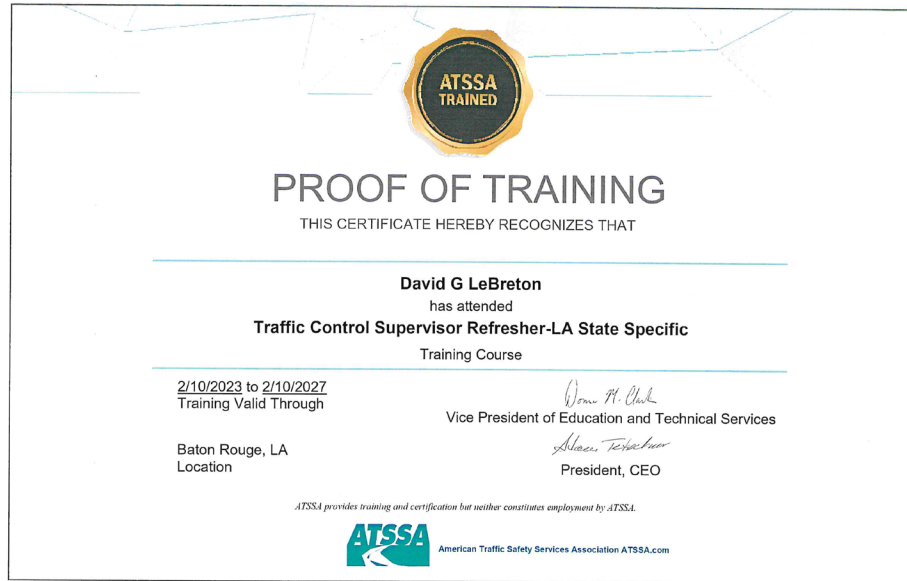 ATSSA
TRAINED
PROOF OF TRAINING
THIS CERTIFICATE HEREBY RECOGNIZES THAT
David G LeBreton
has attended
Traffic Control Supervisor Refresher-LA State Specific
Training Course
2/10/2023 to 2/10/2027
Training Valid Through
Vice President of Education and Technical Services
Baton Rouge, LA
Location
President, CEO
ATSSA provides training and certification but neither constitutes employment by ATSSA.
ATSSA
American Traffic Safety Services Association ATSSA.com